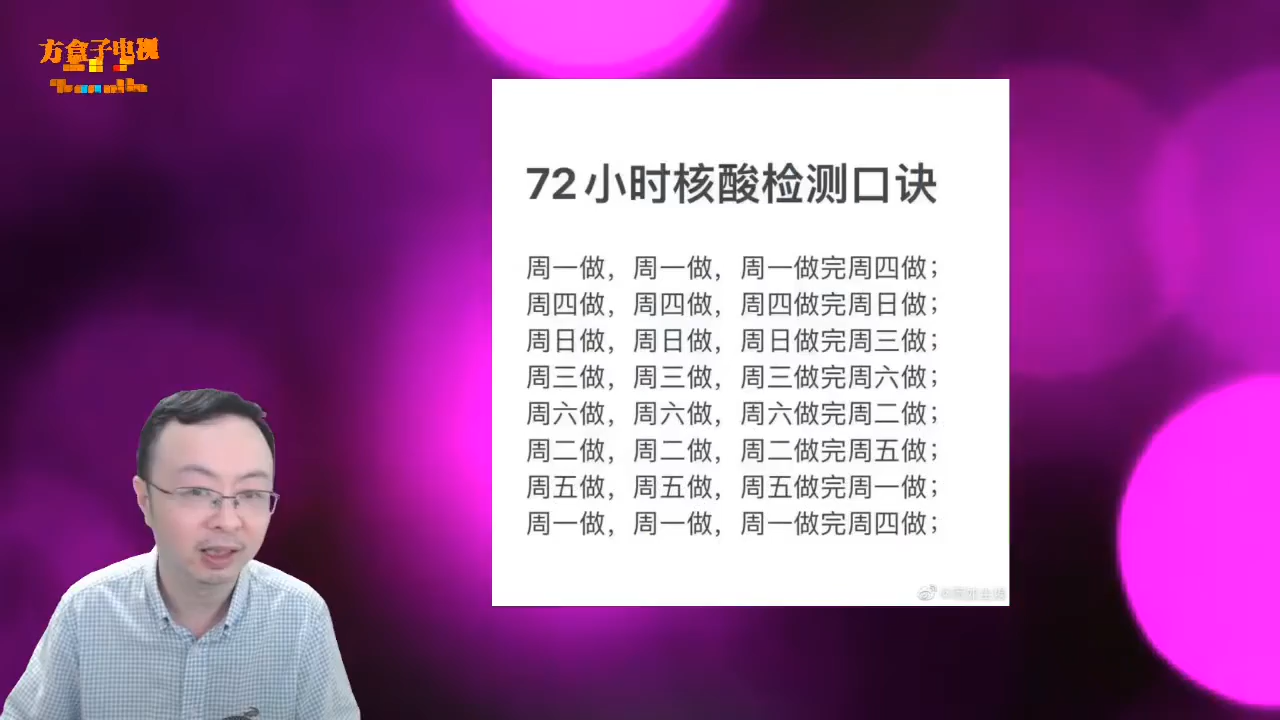 方盒子电视
72小时核酸检测口诀
周一做，周一做，周一做完周四做；
周四做，周四做，周四做完周日做；
周日做，周日做，周日做完周三做；
周三做，周三做，周三做完周六做；
周六做，周六做，周六做完周二做；
周二做，周二做，周二做完周五做；
周五做，周五做，周五做完周一做；
周一做，周一做，周一做完周四做；